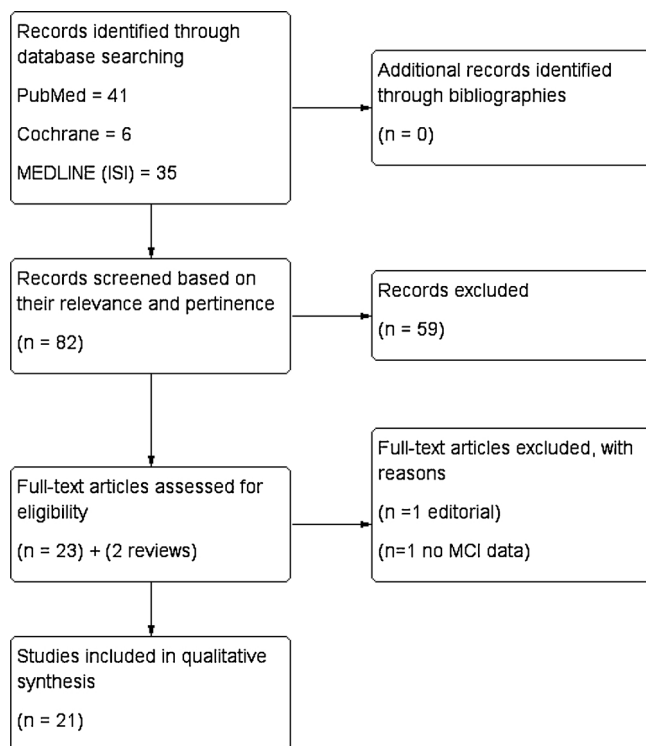 Records identified through
database searching
PubMed = 41
Cochrane = 6
MEDLINE (ISI) = 35
Additional records identified
through bibliographies
(n = 0)
Records screened based on
their relevance and pertinence
(n = 82)
Records excluded
(n = 59)
Full-text articles assessed for
eligibility
(n = 23) + (2 reviews)
Full-text articles excluded, with
reasons
(n =1 editorial)
(n=1 no MCI data)
Studies included in qualitative
synthesis
(n = 21)